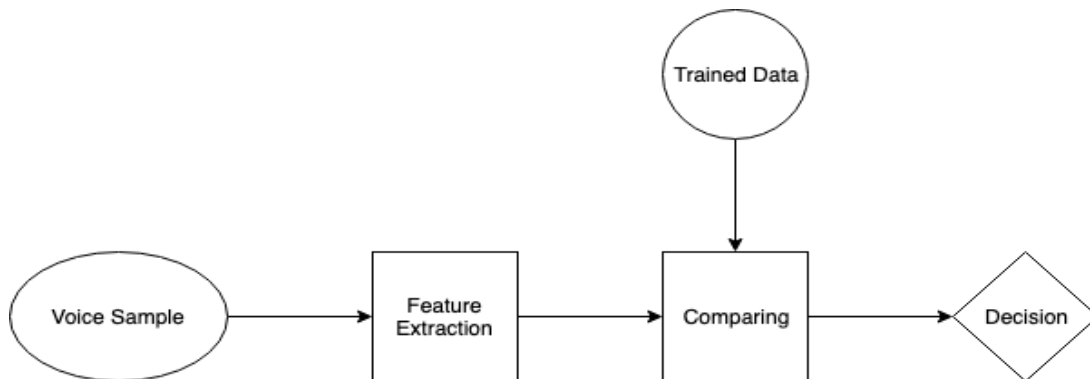 Trained Data
Voice Sample
Feature
Extraction
Comparing
Decision